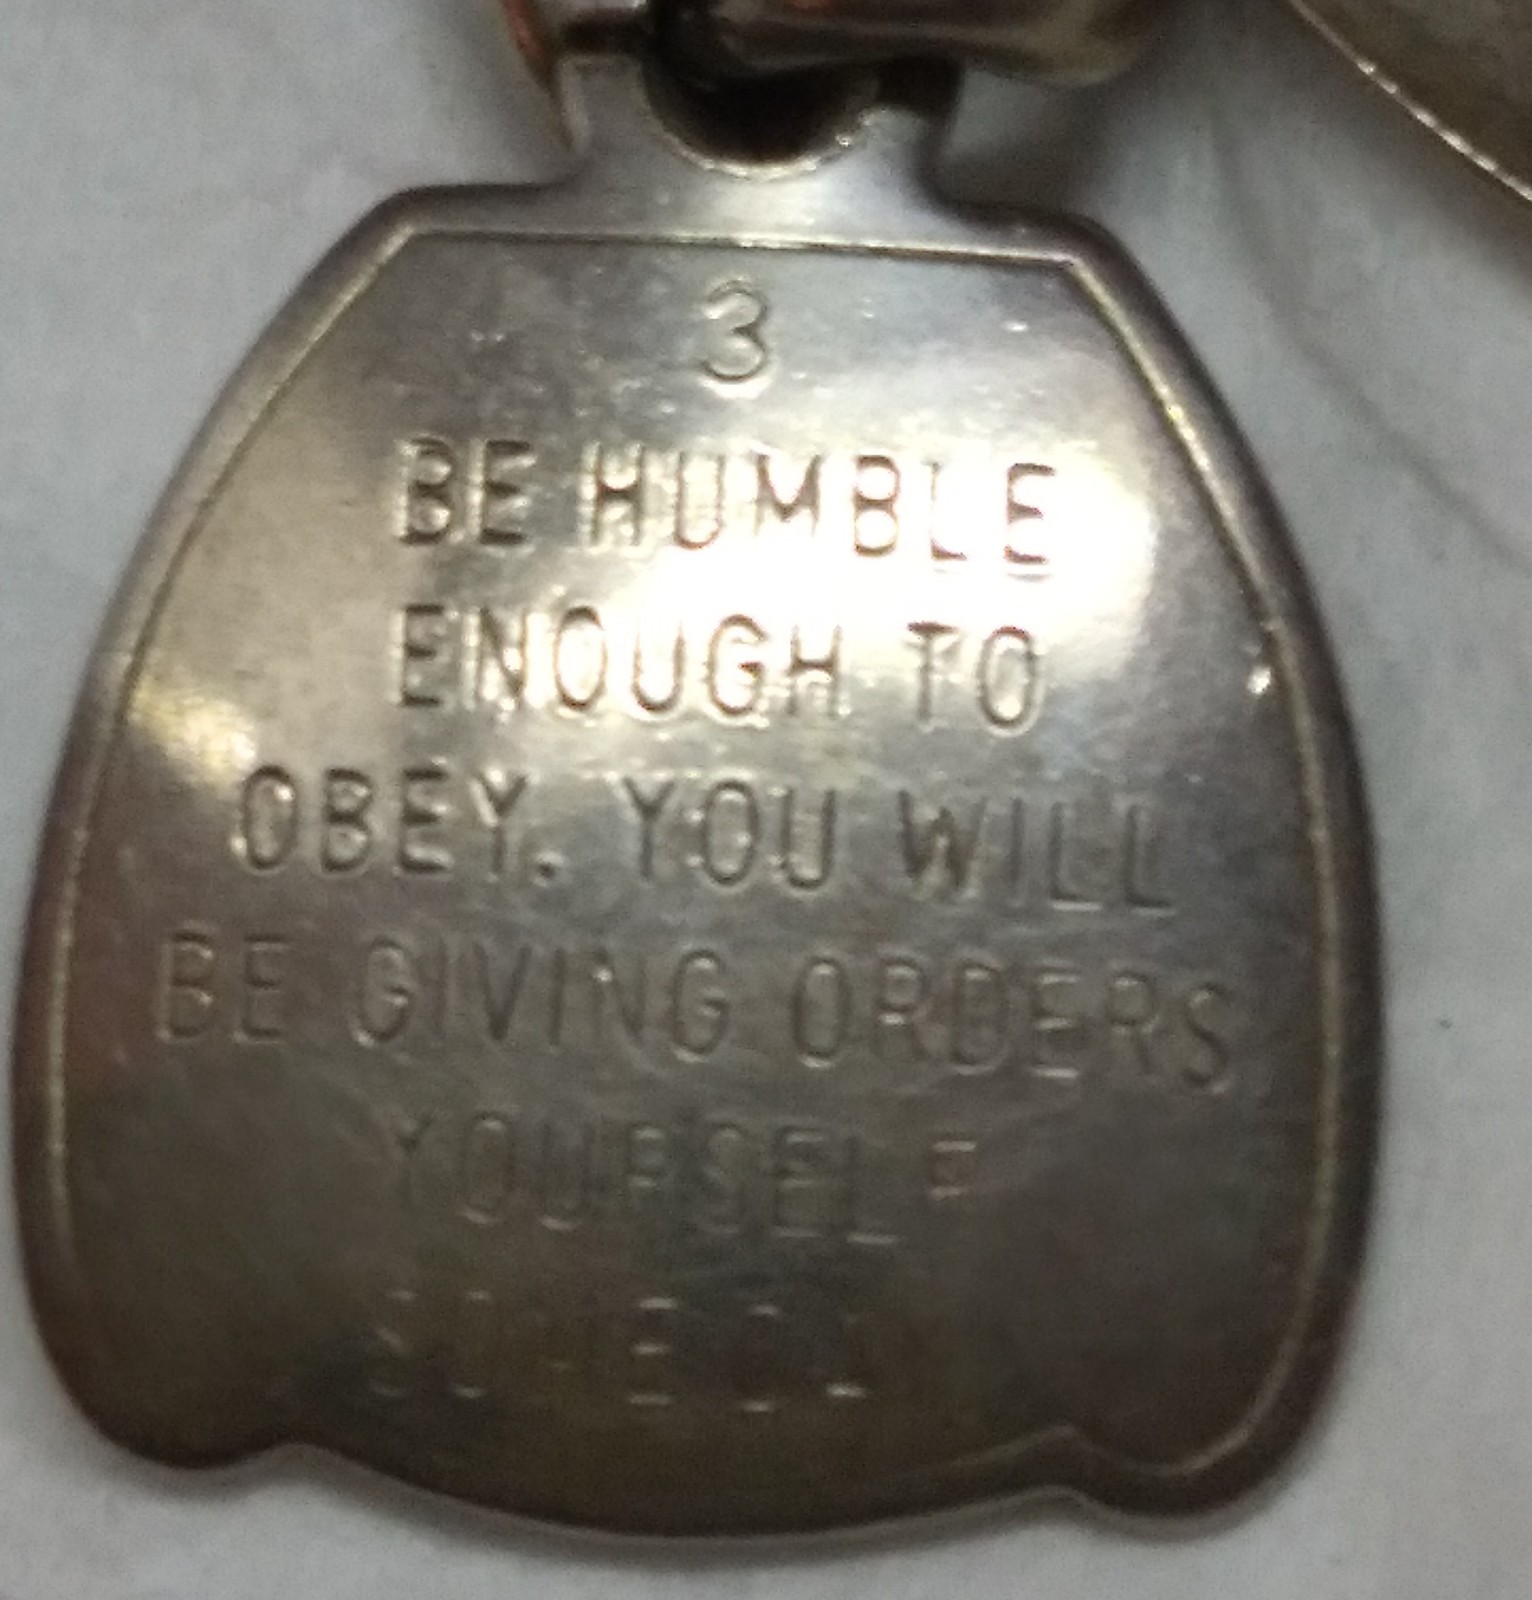 3
BE HUMBLE
ENOUGH TO
OBEY. YOU WILL
BE GIVING ORDERS
YOURSELF